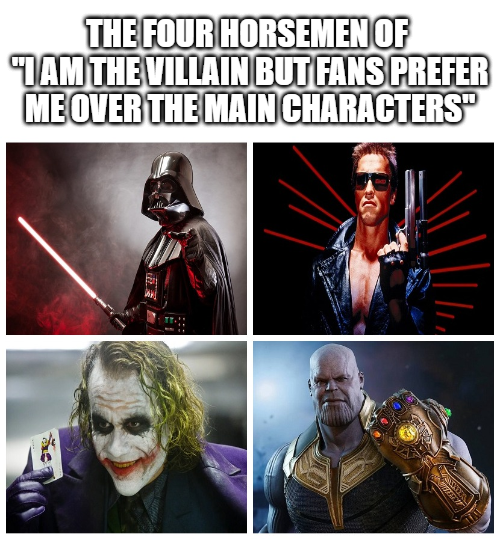 THE FOUR HORSEMEN OF
"I AM THE VILLAIN BUT FANS PREFER
ME OVER THE MAIN CHARACTERS"